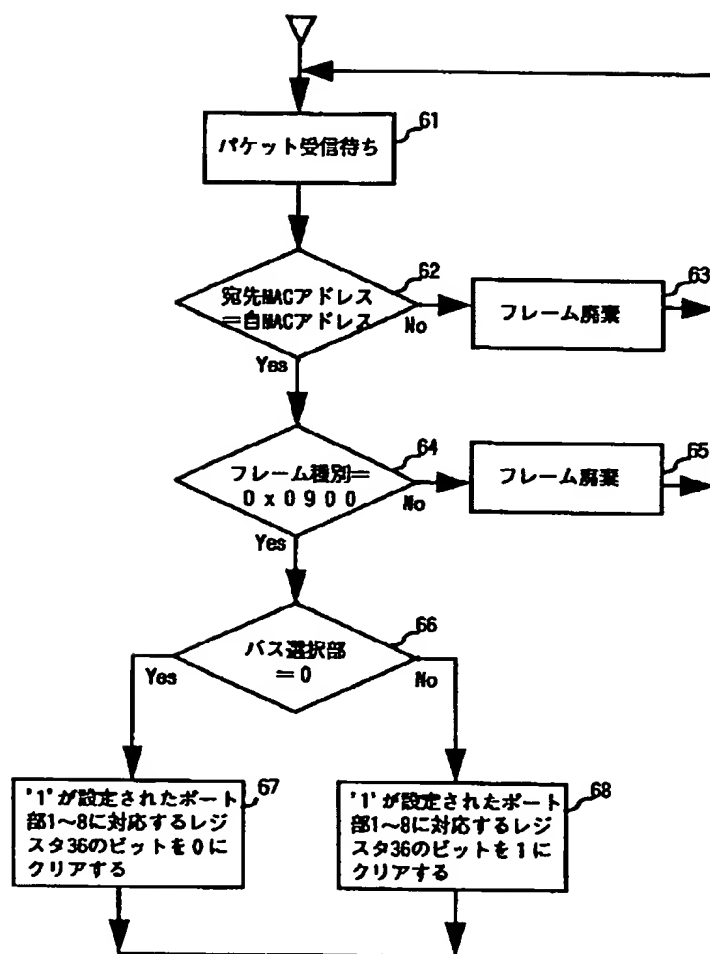 61
パケット受信待ち
62
宛先MACアドレス
=自MACアドレス
No
Yes
63
フレーム廃棄
64
フレーム種別=
0x0900
No
Yes
65
フレーム廃棄
66
バス選択部
=0
Yes
No
67
'1'が設定されたポート
部1~8に対応するレジ
スタ36のビットを0に
クリアする
68
'1'が設定されたポート
部1~8に対応するレジ
スタ36のビットを1に
クリアする